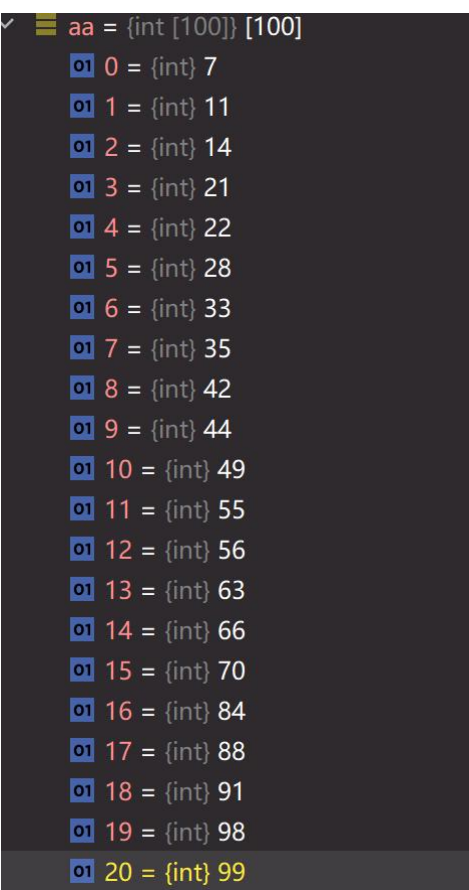 aa = {int [100]} [100]
01 0 = {int} 7
01 1 = {int} 11
01 2 = {int} 14
01 3 = {int} 21
01 4 = {int} 22
01 5 = {int} 28
01 6 = {int} 33
01 7 = {int} 35
01 8 = {int} 42
01 9 = {int} 44
01 10 = {int} 49
01 11 = {int} 55
01 12 = {int} 56
01 13 = {int} 63
01 14 = {int} 66
01 15 = {int} 70
01 16 = {int} 84
01 17 = {int} 88
01 18 = {int} 91
01 19 = {int} 98
01 20 = {int} 99